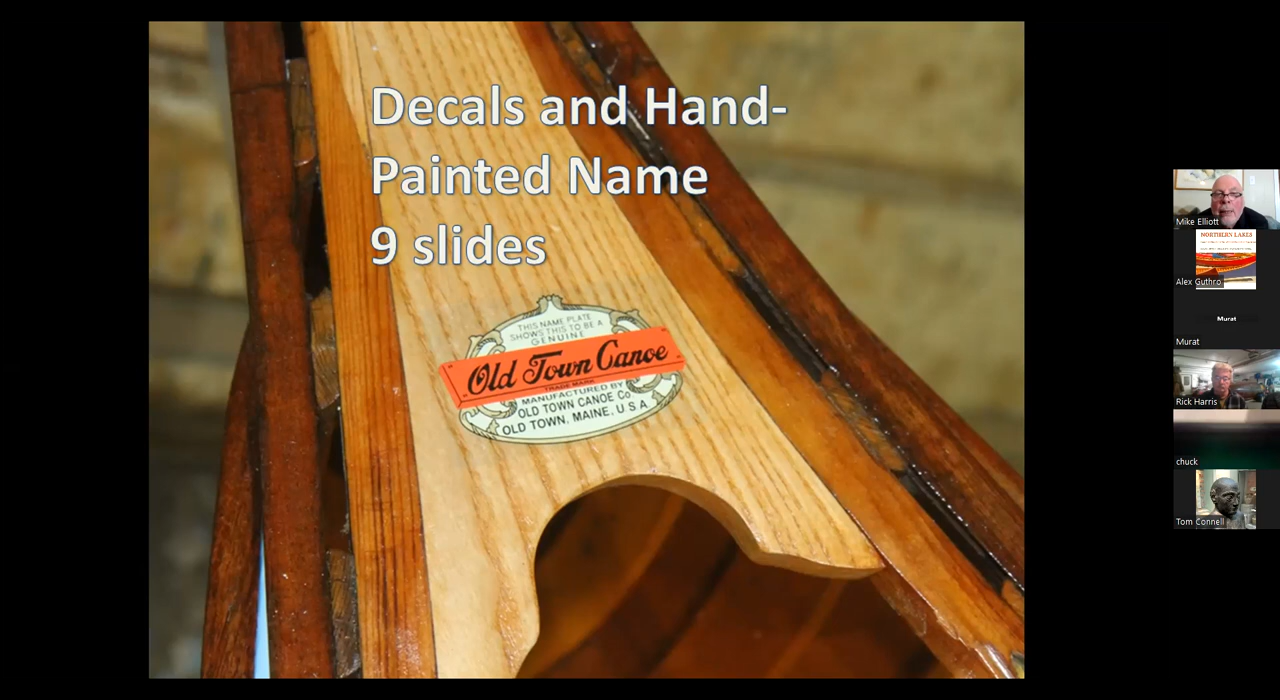 Decals and Hand-
Painted Name
9 slides
THIS NAME PLATE
SHOWS THIS TO BE A
GENUINE
Old Town Canoe
TRADE MARK
MANUFACTURED BY
OLD TOWN CANOE Co.
OLD TOWN, MAINE, U.S.A.
Mike Elliott
NORTHERN LAKES
Alex Guthro
Murat
Murat
Rick Harris
chuck
Tom Connell